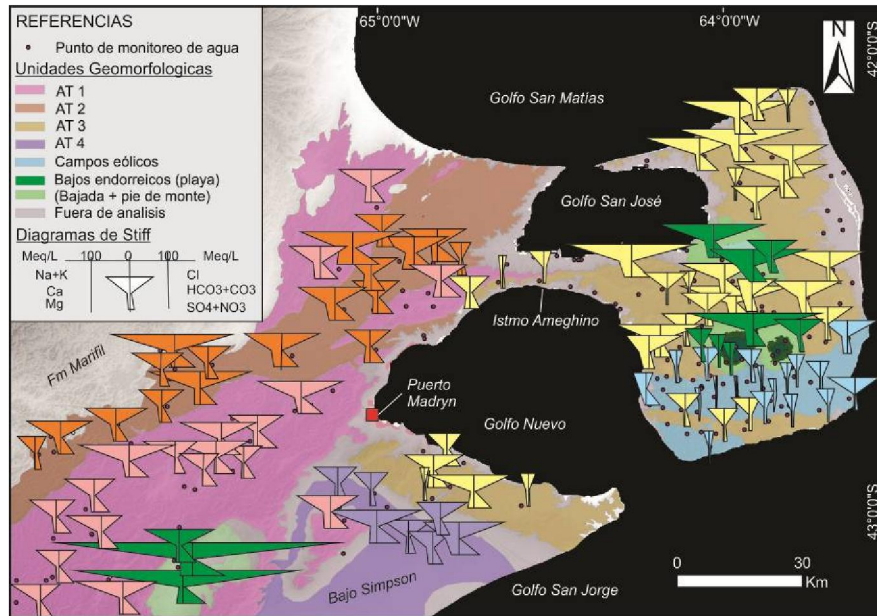 REFERENCIAS
Punto de monitoreo de agua
Unidades Geomorfologicas
AT 1
AT 2
AT 3
AT 4
Campos eólicos
Bajos endorreicos (playa)
(Bajada + pie de monte)
Fuera de analisis
Diagramas de Stiff
Meq/L 100 0 100 Meq/L
Na+K Cl
Ca HCO3+CO3
Mg SO4+NO3
65°0'0"W
64°0'0"W
N
42°0'0"S
Golfo San Matías
Golfo San José
Istmo Ameghino
Fm Marifil
Puerto
Madryn
Golfo Nuevo
43°0'0"S
Bajo Simpson
Golfo San Jorge
0 30
Km